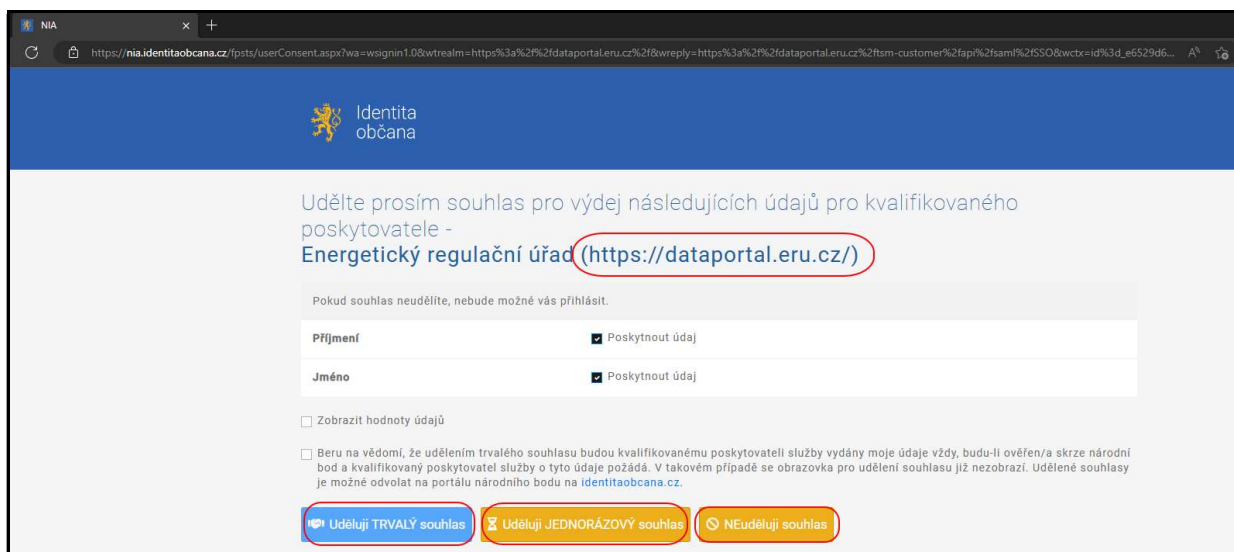 NIA
https://nia.identitaobcana.cz/fpsts/userConsent.aspx?wa=wsignin1.0&wtrealm=https%3a%2f%2fdataportal.eru.cz%2f&wreply=https%3a%2f%2fdataportal.eru.cz%2ftsm-customer%2fapi%2fsaml%2fSSO&wctx=id%3d_e6529d6...
Identita
občana
Udělte prosím souhlas pro výdej následujících údajů pro kvalifikovaného
poskytovatele -
Energetický regulační úřad (https://dataportal.eru.cz/)
Pokud souhlas neudělíte, nebude možné vás přihlásit.
Příjmení Poskytnout údaj
Jméno Poskytnout údaj
Zobrazit hodnoty údajů
Beru na vědomí, že udělením trvalého souhlasu budou kvalifikovanému poskytovateli služby vydány moje údaje vždy, budu-li ověřen/a skrze národní
bod a kvalifikovaný poskytovatel služby o tyto údaje požádá. V takovém případě se obrazovka pro udělení souhlasu již nezobrazí. Udělené souhlasy
je možné odvolat na portálu národního bodu na identitaobcana.cz.
Uděluji TRVALÝ souhlas Uděluji JEDNORÁZOVÝ souhlas NEuděluji souhlas